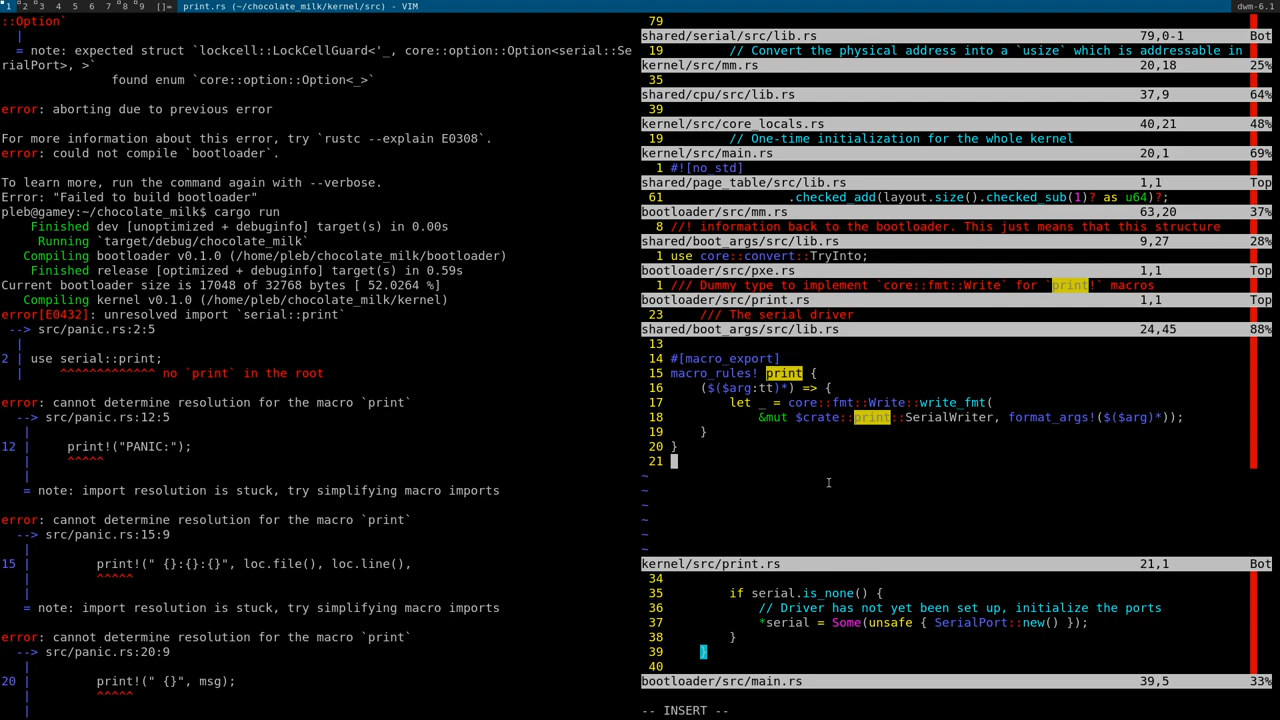 1 2 3 4 5 6 7 8 9 []= print.rs (~/chocolate_milk/kernel/src) - VIM dwm-6.1
::Option`
|
= note: expected struct `lockcell::LockCellGuard<'_, core::option::Option<serial::Se
rialPort>, >`
found enum `core::option::Option<_>`
error: aborting due to previous error
For more information about this error, try `rustc --explain E0308`.
error: could not compile `bootloader`.
To learn more, run the command again with --verbose.
Error: "Failed to build bootloader"
pleb@gamey:~/chocolate_milk$ cargo run
Finished dev [unoptimized + debuginfo] target(s) in 0.00s
Running `target/debug/chocolate_milk`
Compiling bootloader v0.1.0 (/home/pleb/chocolate_milk/bootloader)
Finished release [optimized + debuginfo] target(s) in 0.59s
Current bootloader size is 17048 of 32768 bytes [ 52.0264 %]
Compiling kernel v0.1.0 (/home/pleb/chocolate_milk/kernel)
error[E0432]: unresolved import `serial::print`
--> src/panic.rs:2:5
|
2 | use serial::print;
| ^^^^^^^^^^^^^ no `print` in the root
error: cannot determine resolution for the macro `print`
--> src/panic.rs:12:5
|
12 | print!("PANIC:");
| ^^^^^
|
= note: import resolution is stuck, try simplifying macro imports
error: cannot determine resolution for the macro `print`
--> src/panic.rs:15:9
|
15 | print!(" {}:{}:{}", loc.file(), loc.line(),
| ^^^^^
|
= note: import resolution is stuck, try simplifying macro imports
error: cannot determine resolution for the macro `print`
--> src/panic.rs:20:9
|
20 | print!(" {}", msg);
| ^^^^^
|
79
shared/serial/src/lib.rs 79,0-1 Bot
19 // Convert the physical address into a `usize` which is addressable in
kernel/src/mm.rs 20,18 25%
35
shared/cpu/src/lib.rs 37,9 64%
39
kernel/src/core_locals.rs 40,21 48%
19 // One-time initialization for the whole kernel
kernel/src/main.rs 20,1 69%
1 #![no_std]
shared/page_table/src/lib.rs 1,1 Top
61 .checked_add(layout.size().checked_sub(1)? as u64)?;
bootloader/src/mm.rs 63,20 37%
8 //! information back to the bootloader. This just means that this structure
shared/boot_args/src/lib.rs 9,27 28%
1 use core::convert::TryInto;
bootloader/src/pxe.rs 1,1 Top
1 /// Dummy type to implement `core::fmt::Write` for `print!` macros
bootloader/src/print.rs 1,1 Top
23 /// The serial driver
shared/boot_args/src/lib.rs 24,45 88%
13
14 #[macro_export]
15 macro_rules! print {
16 ($($arg:tt)*) => {
17 let _ = core::fmt::Write::write_fmt(
18 &mut $crate::print::SerialWriter, format_args!($($arg)*));
19 }
20 }
21
~
~
~
~
~
~
kernel/src/print.rs 21,1 Bot
34
35 if serial.is_none() {
36 // Driver has not yet been set up, initialize the ports
37 *serial = Some(unsafe { SerialPort::new() });
38 }
39 }
40
bootloader/src/main.rs 39,5 33%
-- INSERT --